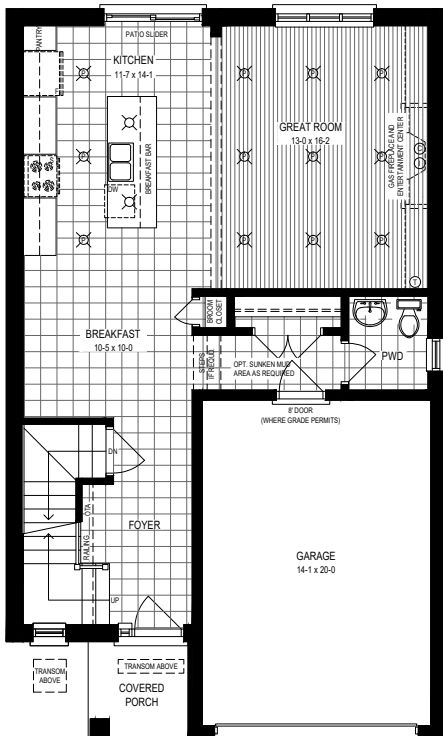 PATIO SLIDER
PANTRY
KITCHEN
11-7 x 14-1
P
P
P
GREAT ROOM
13-0 x 16-2
BREAKFAST BAR
DW
GAS FIREPLACE AND
ENTERTAINMENT CENTER
P
P
P
P
P
P
P
P
P
T
BREAKFAST
10-5 x 10-0
BROOM
CLOSET
STEPS
IF REQ'D.
OPT. SUNKEN MUD
AREA AS REQUIRED
PWD
8' DOOR
(WHERE GRADE PERMITS)
DN
OTA
RAILING
FOYER
UP
GARAGE
14-1 x 20-0
TRANSOM
ABOVE
TRANSOM ABOVE
COVERED
PORCH